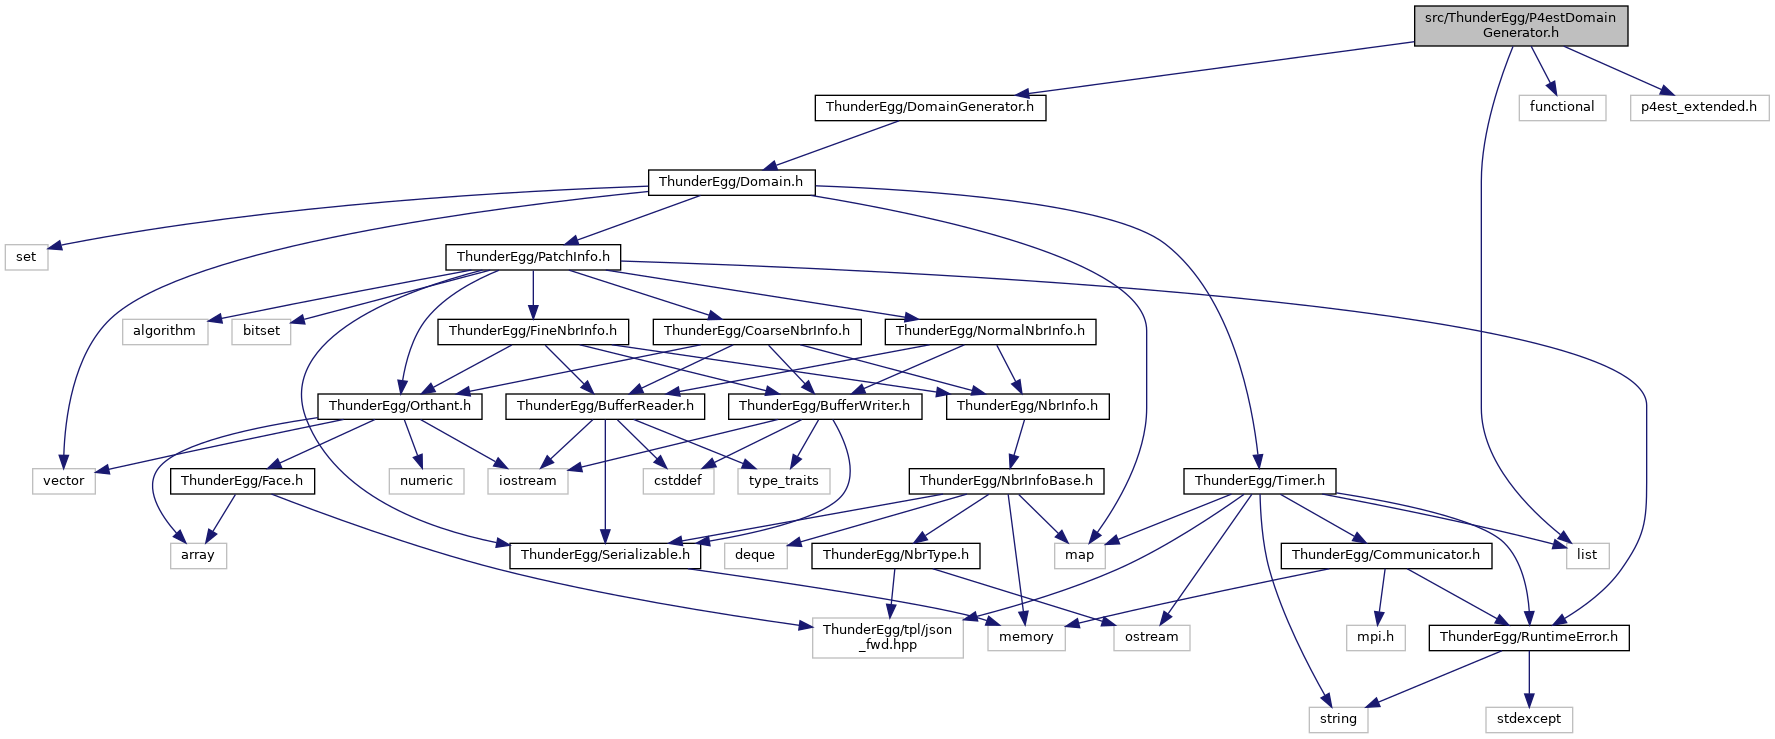 src/ThunderEgg/P4estDomain
Generator.h
ThunderEgg/DomainGenerator.h
functional
p4est_extended.h
ThunderEgg/Domain.h
set
ThunderEgg/PatchInfo.h
algorithm
bitset
ThunderEgg/FineNbrInfo.h
ThunderEgg/CoarseNbrInfo.h
ThunderEgg/NormalNbrInfo.h
ThunderEgg/Orthant.h
ThunderEgg/BufferReader.h
ThunderEgg/BufferWriter.h
ThunderEgg/NbrInfo.h
vector
ThunderEgg/Face.h
numeric
iostream
cstddef
type_traits
ThunderEgg/NbrInfoBase.h
ThunderEgg/Timer.h
array
ThunderEgg/Serializable.h
deque
ThunderEgg/NbrType.h
map
ThunderEgg/Communicator.h
list
ThunderEgg/tpl/json
_fwd.hpp
memory
ostream
mpi.h
ThunderEgg/RuntimeError.h
string
stdexcept